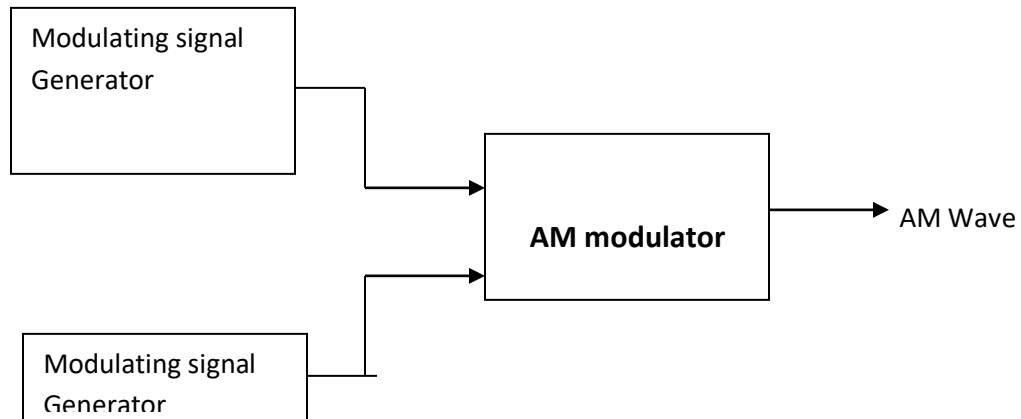 Modulating signal
Generator
AM modulator
AM Wave
Modulating signal
Generator